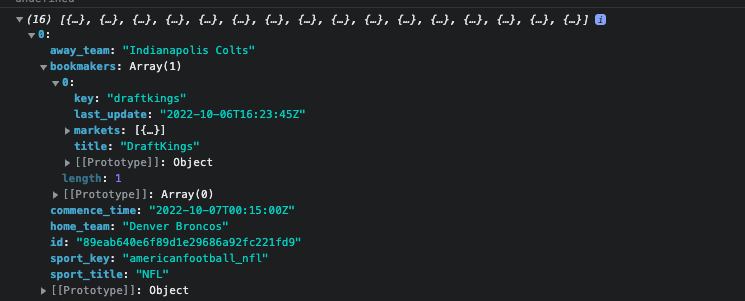 undefined
▼(16) [{…}, {…}, {…}, {…}, {…}, {…}, {…}, {…}, {…}, {…}, {…}, {…}, {…}, {…}, {…}, {…}] i
▼0:
away_team: "Indianapolis Colts"
▼bookmakers: Array(1)
▼0:
key: "draftkings"
last_update: "2022-10-06T16:23:45Z"
▶markets: [{…}]
title: "DraftKings"
▶[[Prototype]]: Object
length: 1
▶[[Prototype]]: Array(0)
commence_time: "2022-10-07T00:15:00Z"
home_team: "Denver Broncos"
id: "89eab640e6f89d1e29686a92fc221fd9"
sport_key: "americanfootball_nfl"
sport_title: "NFL"
▶[[Prototype]]: Object